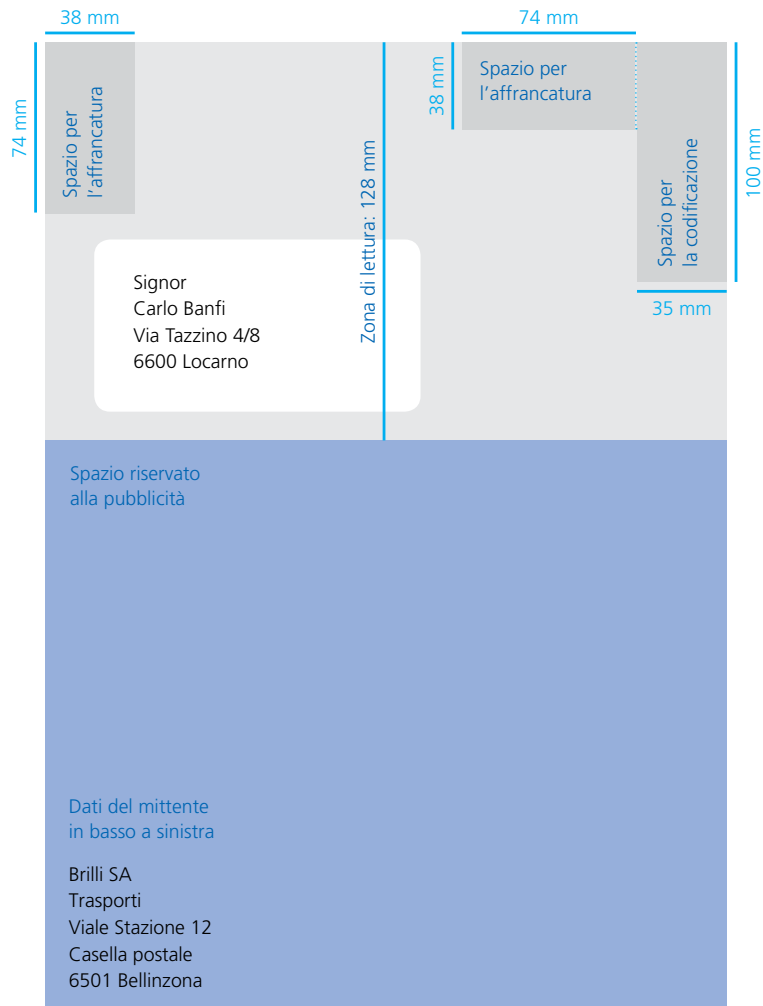 38 mm
74 mm
74 mm
Spazio per
l'affrancatura
Zona di lettura: 128 mm
38 mm
Spazio per
l'affrancatura
Spazio per
la codificazione
100 mm
35 mm
Signor
Carlo Banfi
Via Tazzino 4/8
6600 Locarno
Spazio riservato
alla pubblicità
Dati del mittente
in basso a sinistra
Brilli SA
Trasporti
Viale Stazione 12
Casella postale
6501 Bellinzona